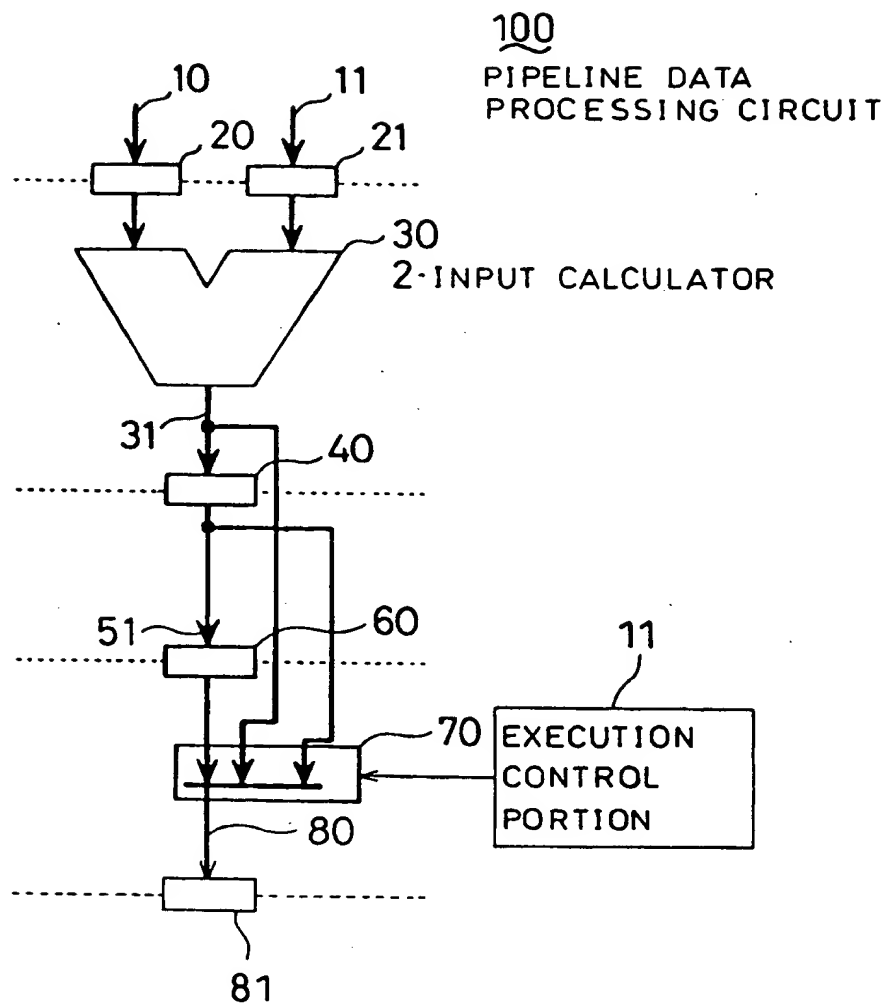 100
PIPELINE DATA
PROCESSING CIRCUIT
10
11
20
21
30
2-INPUT CALCULATOR
31
40
51
60
11
70
EXECUTION
CONTROL
PORTION
80
81